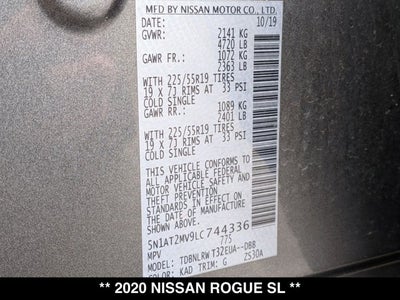 MFD BY NISSAN MOTOR CO., LTD.
DATE: 10/19
GVWR: 2141 KG
4720 LB
GAWR FR.: 1072 KG
2363 LB
WITH 225/55R19 TIRES
19 X 7J RIMS AT 33 PSI
COLD SINGLE
GAWR RR.: 1089 KG
2401 LB
WITH 225/55R19 TIRES
19 X 7J RIMS AT 33 PSI
COLD SINGLE
THIS VEHICLE CONFORMS TO
ALL APPLICABLE FEDERAL
MOTOR VEHICLE SAFETY AND
THEFT PREVENTION
STANDARDS IN EFFECT ON
THE DATE OF MANUFACTURE
SHOWN ABOVE.
5N1AT2MV9LC744336
MPV 775
MODEL: TDBNLRW T32EUA--DBB
COLOR: KAD TRIM: G Z530A
** 2020 NISSAN ROGUE SL **